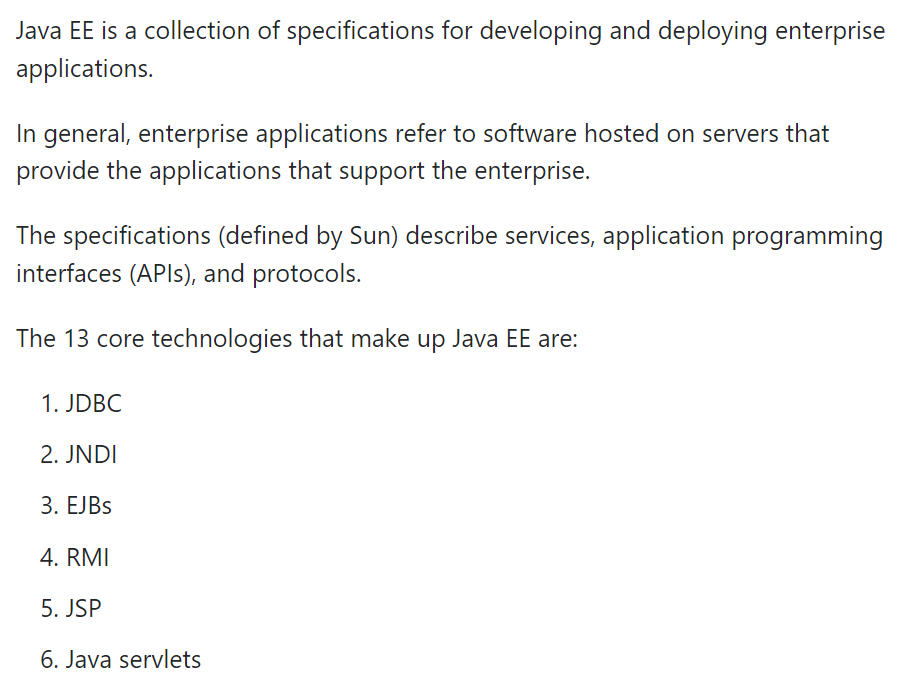 Java EE is a collection of specifications for developing and deploying enterprise
applications.
In general, enterprise applications refer to software hosted on servers that
provide the applications that support the enterprise.
The specifications (defined by Sun) describe services, application programming
interfaces (APIs), and protocols.
The 13 core technologies that make up Java EE are:
1. JDBC
2. JNDI
3. EJBs
4. RMI
5. JSP
6. Java servlets